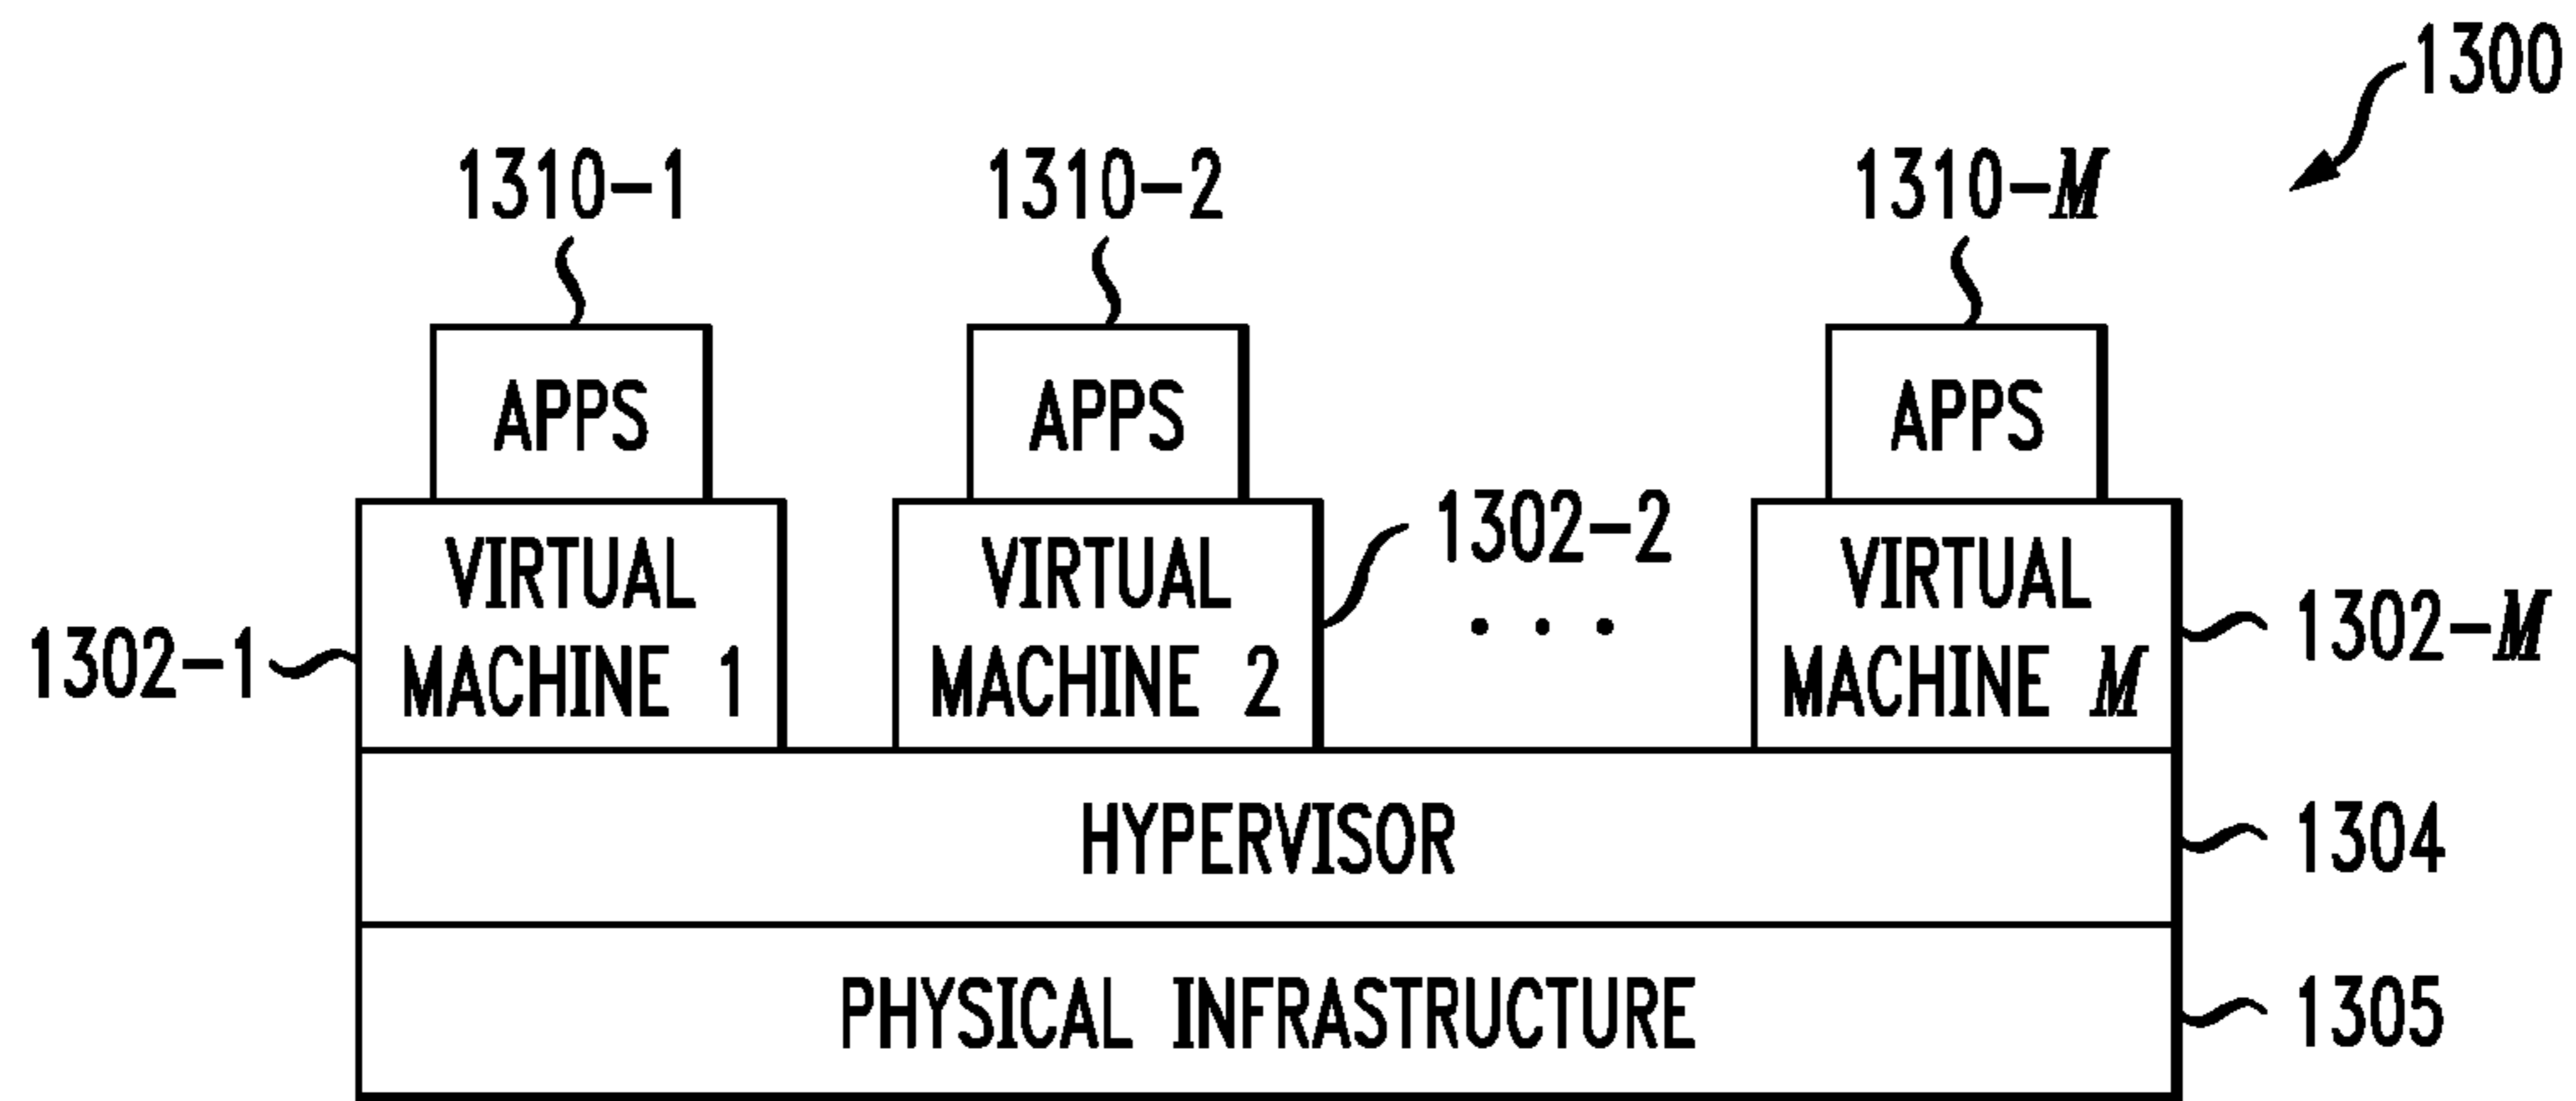 1300
1310-1
1310-2
1310-M
APPS
APPS
APPS
VIRTUAL
MACHINE 1
VIRTUAL
MACHINE 2
1302-2
. . .
VIRTUAL
MACHINE M
1302-1
1302-M
HYPERVISOR
1304
PHYSICAL INFRASTRUCTURE
1305